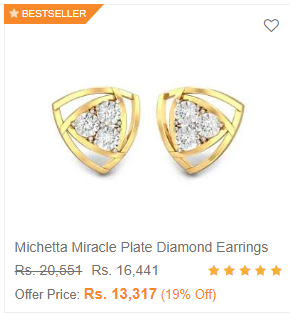 BESTSELLER
Michetta Miracle Plate Diamond Earrings
Rs. 20,551 Rs. 16,441
Offer Price: Rs. 13,317 (19% Off)